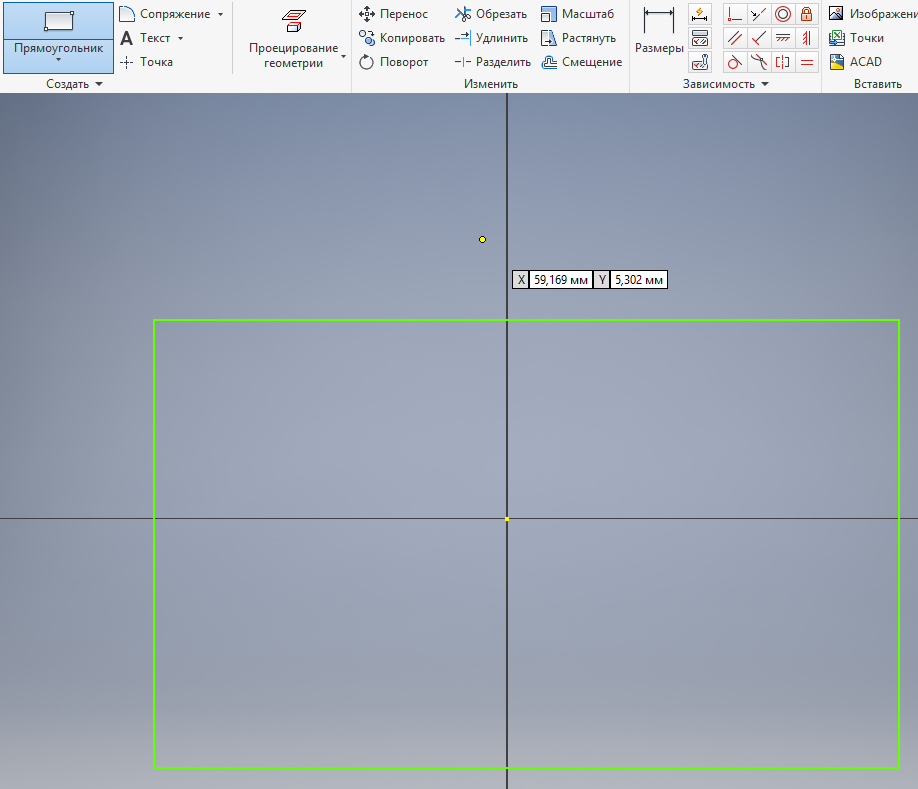 Прямоугольник
Сопряжение
Текст
Точка
Проецирование
геометрии
Создать
Перенос
Копировать
Поворот
Обрезать
Удлинить
Разделить
Масштаб
Растянуть
Смещение
Изменить
Размеры
Зависимость
Изображени
Точки
ACAD
Вставить
X 59,169 мм Y 5,302 мм